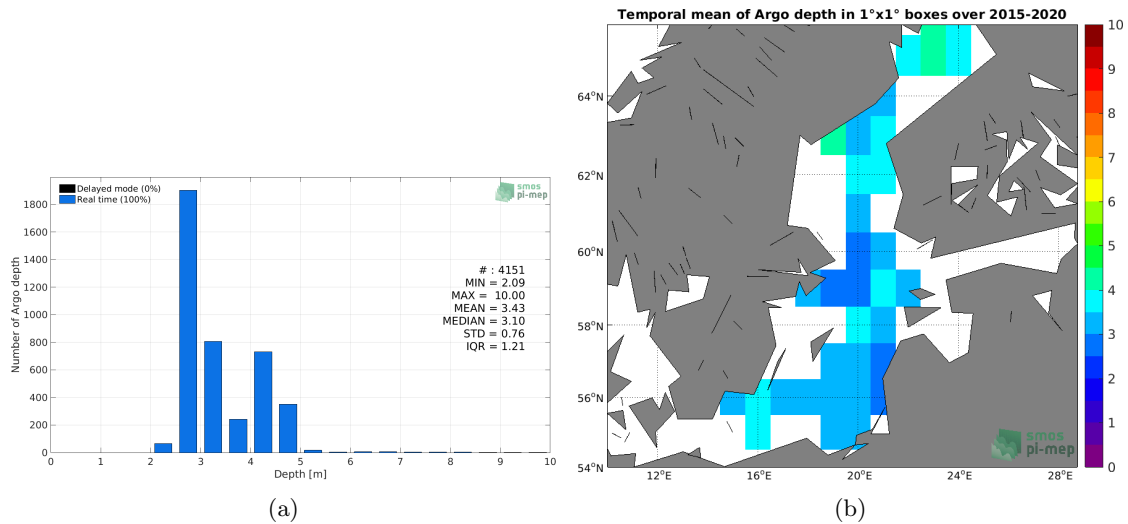 Temporal mean of Argo depth in 1°x1° boxes over 2015-2020
Delayed mode (0%)
Real time (100%)
smos
pi-mep
# : 4151
MIN = 2.09
MAX = 10.00
MEAN = 3.43
MEDIAN = 3.10
STD = 0.76
IQR = 1.21
Number of Argo depth
1800
1600
1400
1200
1000
800
600
400
200
0
0 1 2 3 4 5 6 7 8 9 10
Depth [m]
(a)
64°N
62°N
60°N
58°N
56°N
54°N
12°E 16°E 20°E 24°E 28°E
smos
pi-mep
10
9
8
7
6
5
4
3
2
1
0
(b)